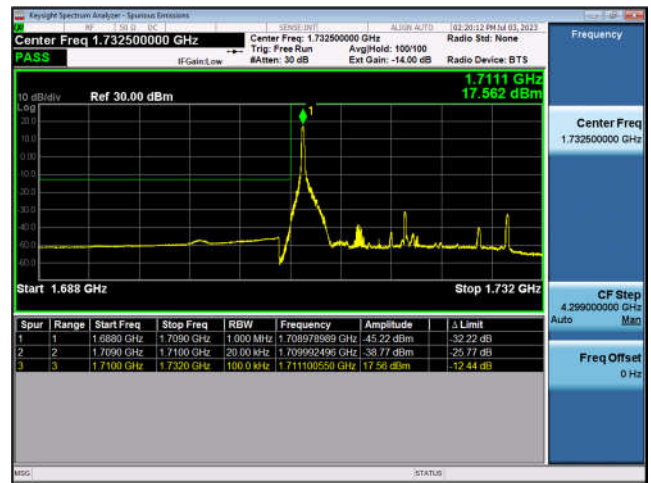 Keysight Spectrum Analyzer - Spurious Emissions
RF 50 Ω DC SENSE:INT ALIGN AUTO 02:20:12 PM Jul 03, 2023
Center Freq 1.732500000 GHz
Center Freq: 1.732500000 GHz
Radio Std: None
Trig: Free Run Avg|Hold: 100/100
PASS
IFGain:Low
#Atten: 30 dB Ext Gain: -14.00 dB Radio Device: BTS
1.7111 GHz
17.562 dBm
10 dB/div Ref 30.00 dBm
Log
20.0
1
10.0
0.00
-10.0
-20.0
-30.0
-40.0
-50.0
-60.0
Start 1.688 GHz Stop 1.732 GHz
Spur Range Start Freq Stop Freq RBW Frequency Amplitude Δ Limit
1 1 1.6880 GHz 1.7090 GHz 1.000 MHz 1.708978989 GHz -45.22 dBm -32.22 dB
2 2 1.7090 GHz 1.7100 GHz 20.00 kHz 1.709992496 GHz -38.77 dBm -25.77 dB
3 3 1.7100 GHz 1.7320 GHz 100.0 kHz 1.711100550 GHz 17.56 dBm -12.44 dB
MSG STATUS
Frequency
Center Freq
1.732500000 GHz
CF Step
4.299000000 GHz
Auto Man
Freq Offset
0 Hz